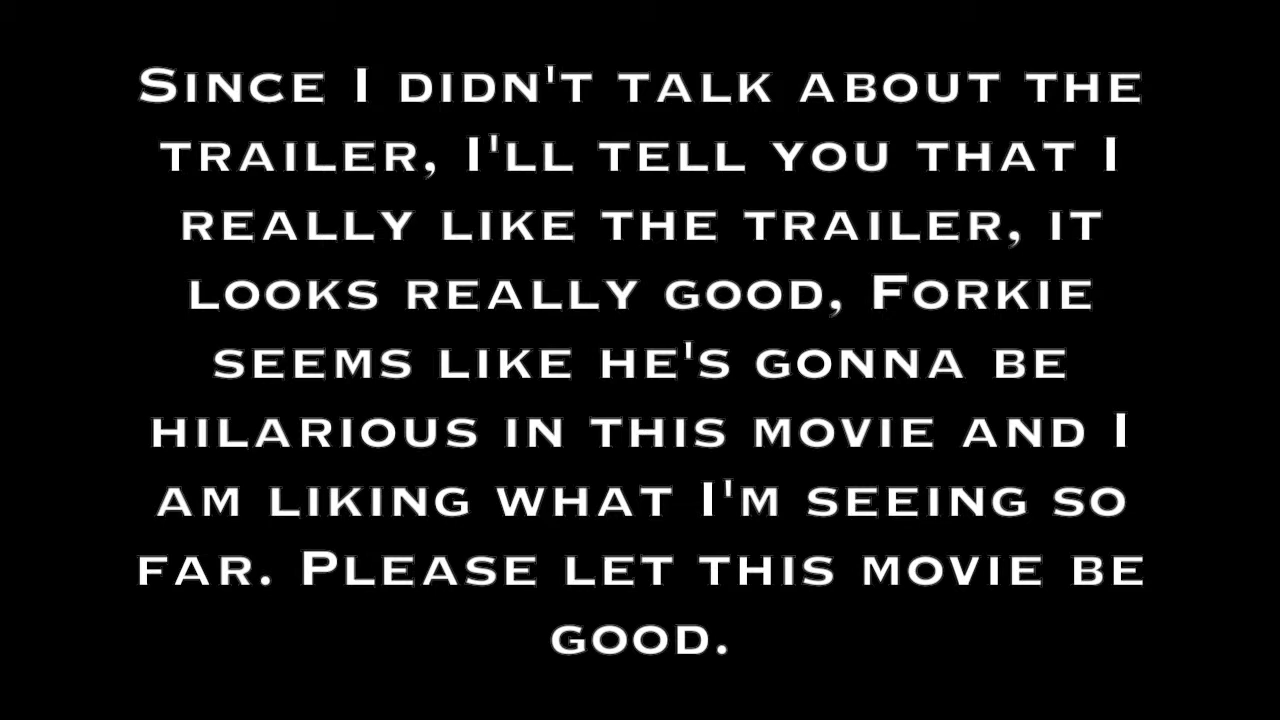 Since I didn't talk about the
trailer, I'll tell you that I
really like the trailer, it
looks really good, Forkie
seems like he's gonna be
hilarious in this movie and I
am liking what I'm seeing so
far. Please let this movie be
good.